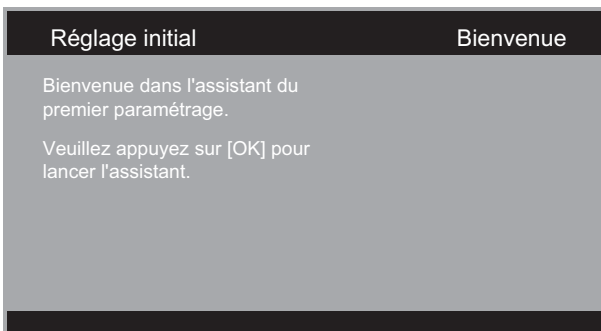 Réglage initial
Bienvenue
Bienvenue dans l'assistant du
premier paramétrage.
Veuillez appuyez sur [OK] pour
lancer l'assistant.